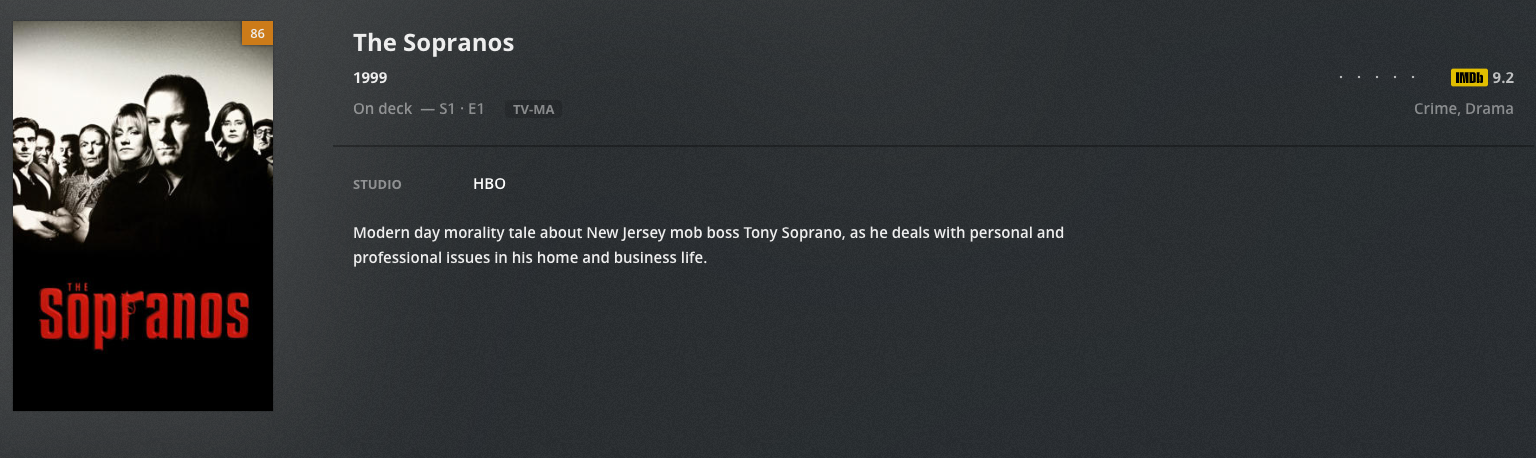 86
THE
Sopranos
The Sopranos
1999
· · · · · IMDb 9.2
On deck — S1 · E1 TV-MA
Crime, Drama
STUDIO HBO
Modern day morality tale about New Jersey mob boss Tony Soprano, as he deals with personal and
professional issues in his home and business life.